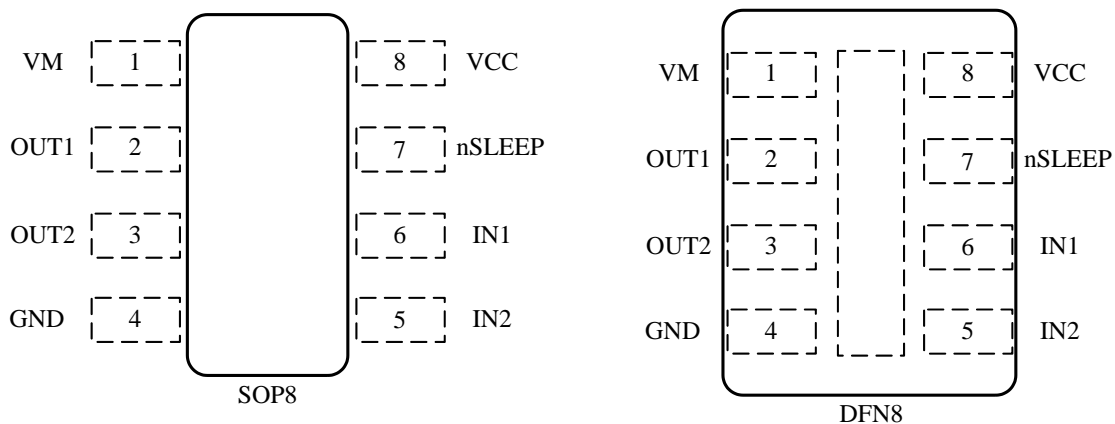 VM 1 8 VCC
OUT1 2 7 nSLEEP
OUT2 3 6 IN1
GND 4 5 IN2
SOP8
VM 1 8 VCC
OUT1 2 7 nSLEEP
OUT2 3 6 IN1
GND 4 5 IN2
DFN8